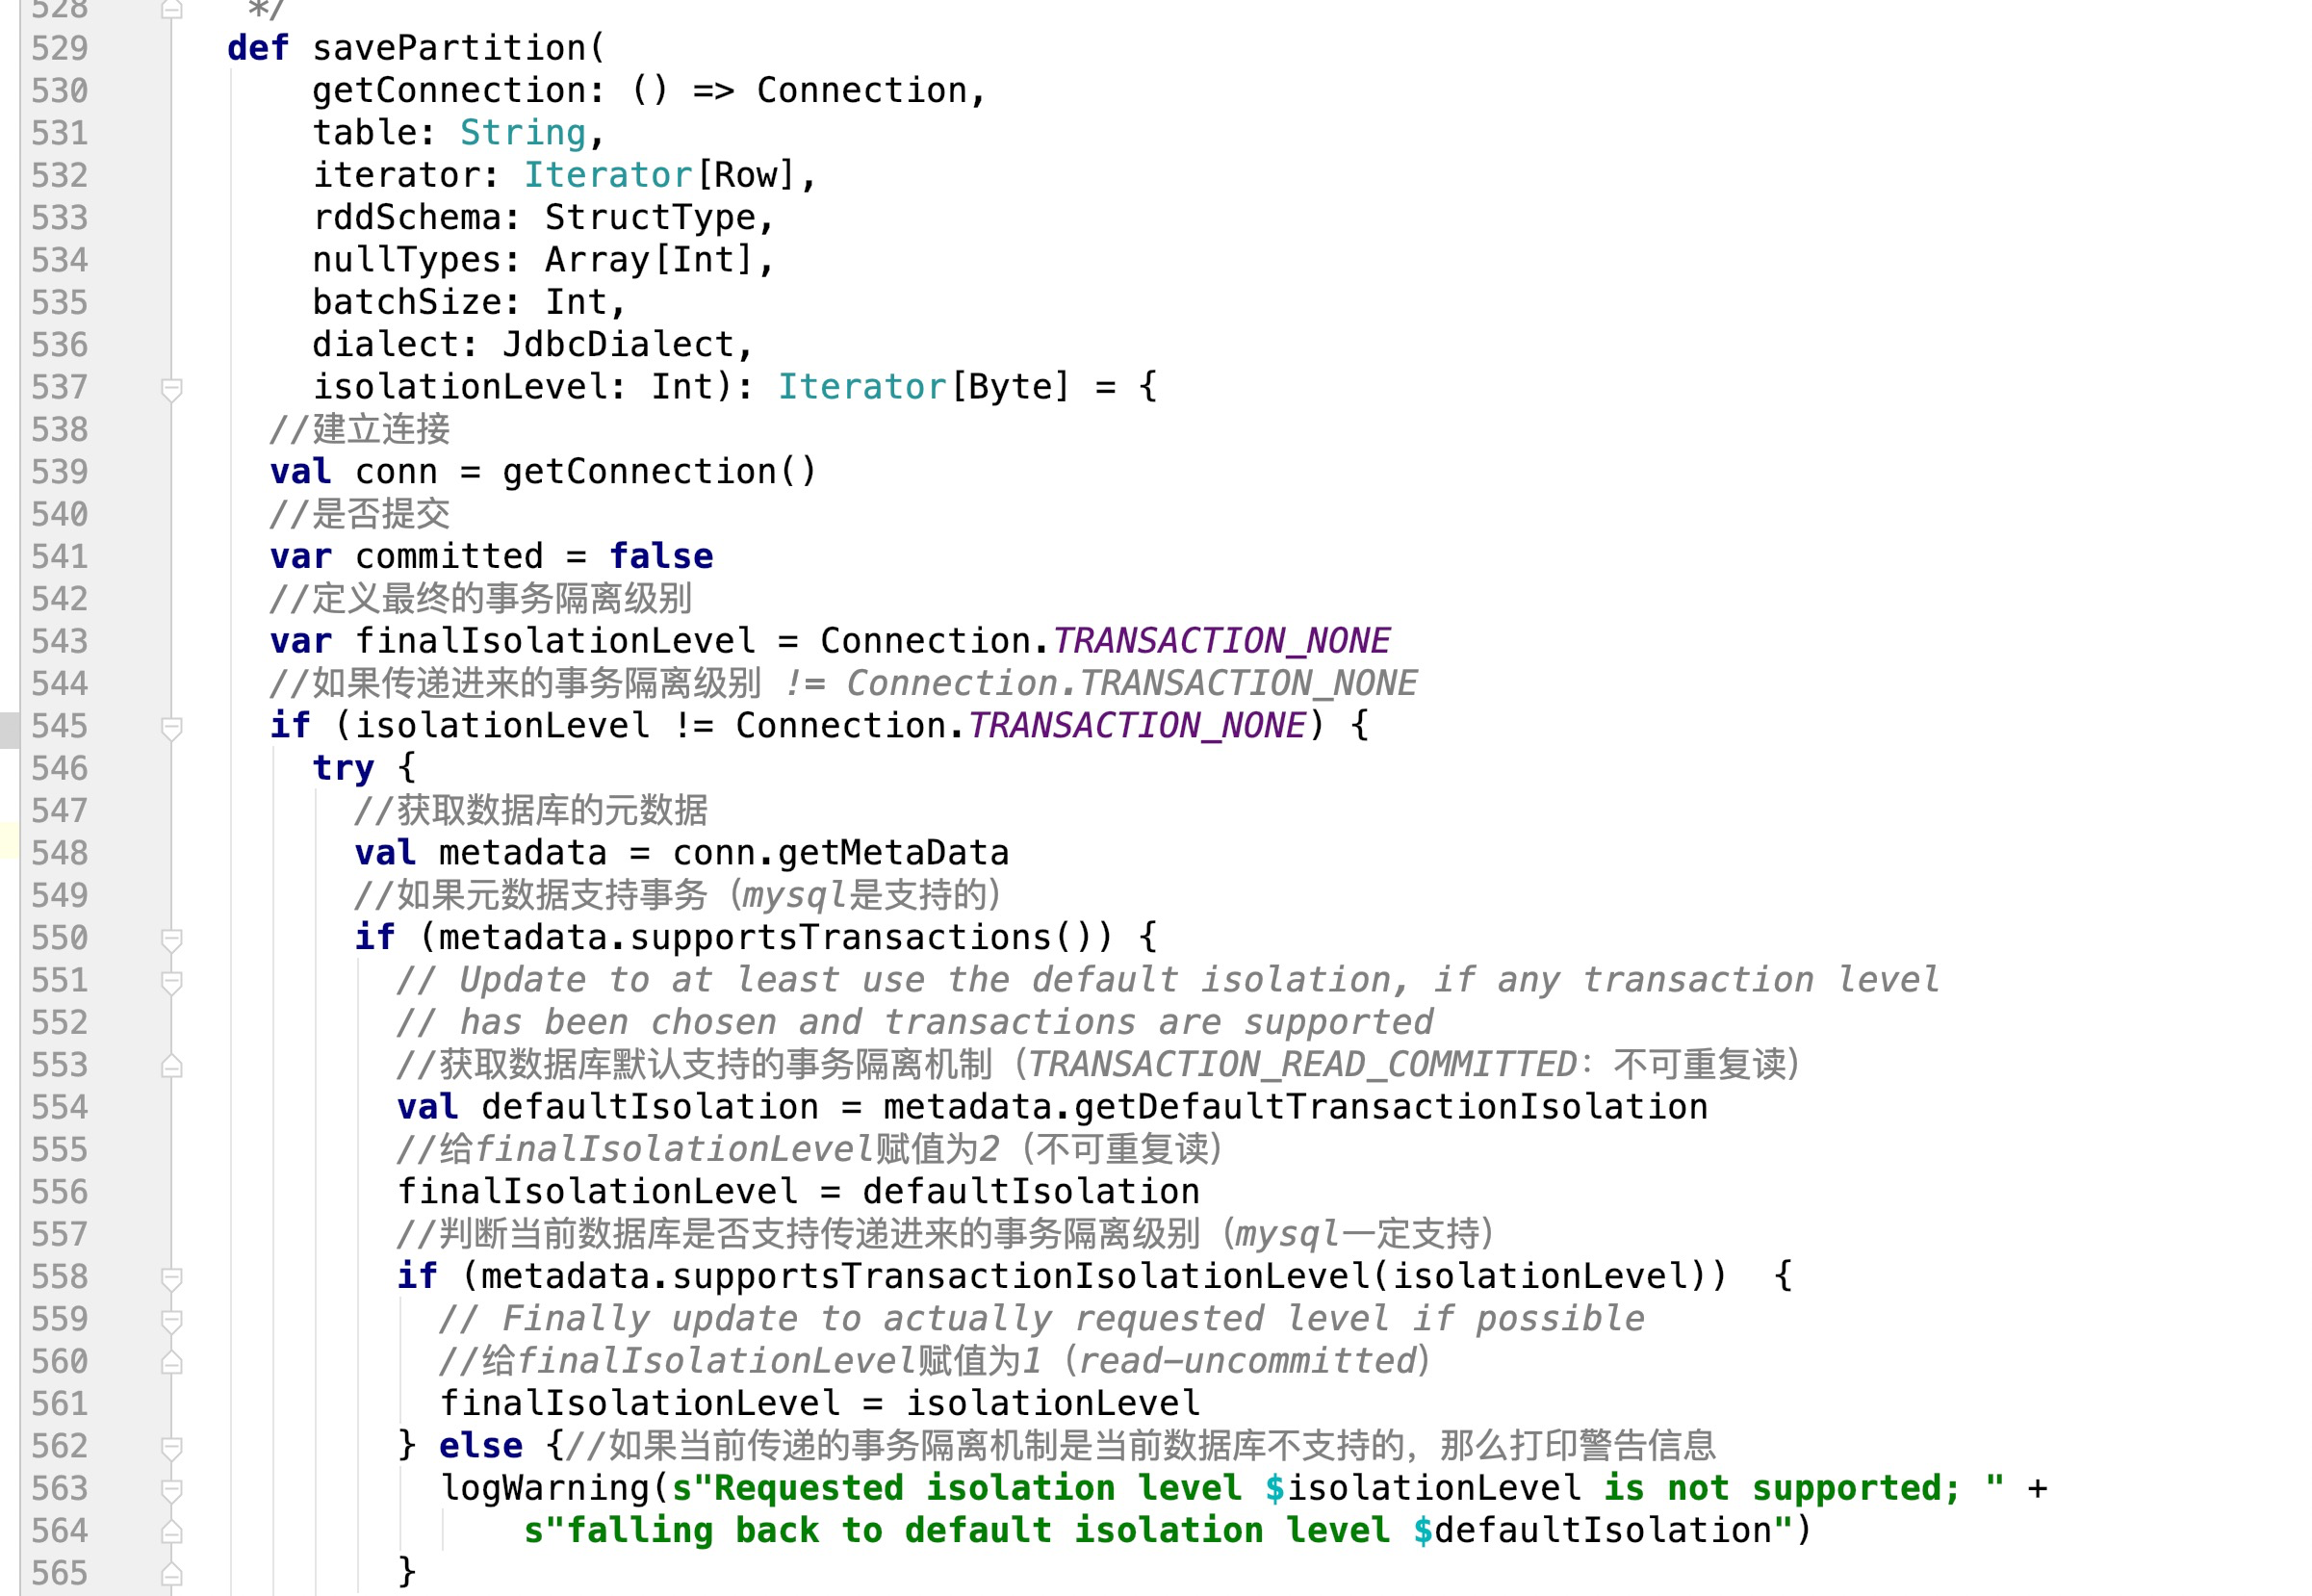 528 */
529 def savePartition(
530 getConnection: () => Connection,
531 table: String,
532 iterator: Iterator[Row],
533 rddSchema: StructType,
534 nullTypes: Array[Int],
535 batchSize: Int,
536 dialect: JdbcDialect,
537 isolationLevel: Int): Iterator[Byte] = {
538 //建立连接
539 val conn = getConnection()
540 //是否提交
541 var committed = false
542 //定义最终的事务隔离级别
543 var finalIsolationLevel = Connection.TRANSACTION_NONE
544 //如果传递进来的事务隔离级别 != Connection.TRANSACTION_NONE
545 if (isolationLevel != Connection.TRANSACTION_NONE) {
546 try {
547 //获取数据库的元数据
548 val metadata = conn.getMetaData
549 //如果元数据支持事务（mysql是支持的）
550 if (metadata.supportsTransactions()) {
551 // Update to at least use the default isolation, if any transaction level
552 // has been chosen and transactions are supported
553 //获取数据库默认支持的事务隔离机制（TRANSACTION_READ_COMMITTED：不可重复读）
554 val defaultIsolation = metadata.getDefaultTransactionIsolation
555 //给finalIsolationLevel赋值为2（不可重复读）
556 finalIsolationLevel = defaultIsolation
557 //判断当前数据库是否支持传递进来的事务隔离级别（mysql一定支持）
558 if (metadata.supportsTransactionIsolationLevel(isolationLevel))  {
559 // Finally update to actually requested level if possible
560 //给finalIsolationLevel赋值为1（read-uncommitted）
561 finalIsolationLevel = isolationLevel
562 } else {//如果当前传递的事务隔离机制是当前数据库不支持的，那么打印警告信息
563 logWarning(s"Requested isolation level $isolationLevel is not supported; " +
564 s"falling back to default isolation level $defaultIsolation")
565 }